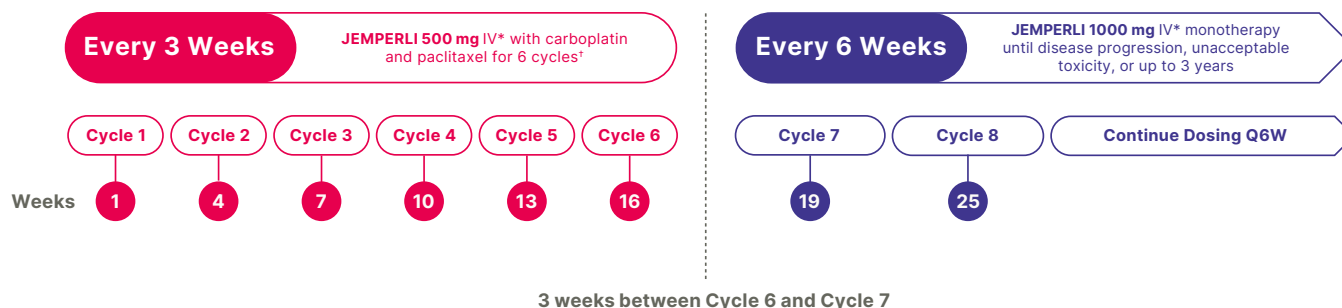 Every 3 Weeks
JEMPERLI 500 mg IV* with carboplatin
and paclitaxel for 6 cycles†
Every 6 Weeks
JEMPERLI 1000 mg IV* monotherapy
until disease progression, unacceptable
toxicity, or up to 3 years
Cycle 1 Cycle 2 Cycle 3 Cycle 4 Cycle 5 Cycle 6 Cycle 7 Cycle 8 Continue Dosing Q6W
Weeks 1 4 7 10 13 16 19 25
3 weeks between Cycle 6 and Cycle 7